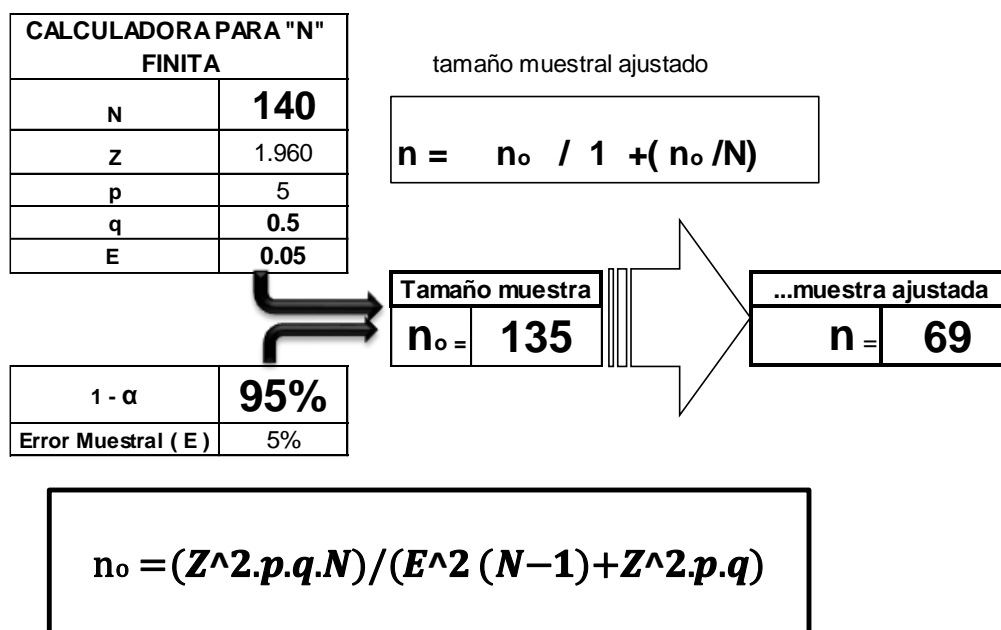 CALCULADORA PARA "N"
FINITA
N 140
Z 1.960
p 5
q 0.5
E 0.05
tamaño muestral ajustado
n = nₒ / 1 +( nₒ /N)
Tamaño muestra
nₒ = 135
...muestra ajustada
n = 69
1 - α 95%
Error Muestral ( E ) 5%
nₒ =(Z^2.p.q.N)/(E^2 (N−1)+Z^2.p.q)